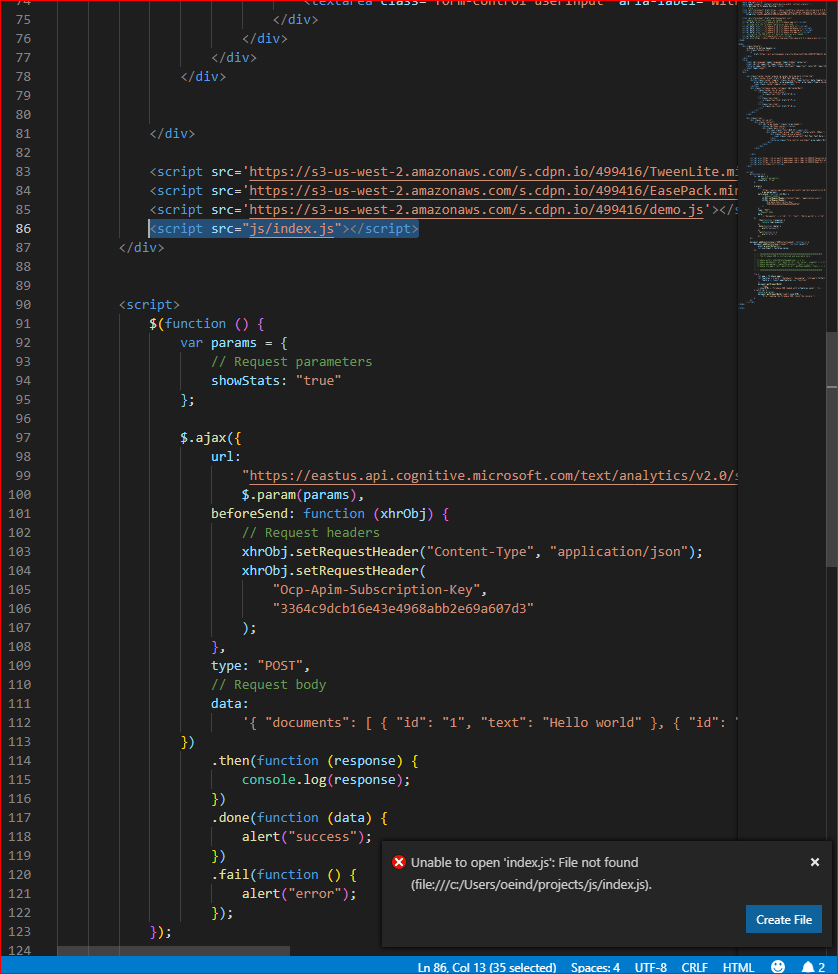 74 <textarea class="form-control userInput" aria-label="With
75 </div>
76 </div>
77 </div>
78 </div>
79
80
81 </div>
82
83 <script src='https://s3-us-west-2.amazonaws.com/s.cdpn.io/499416/TweenLite.mi
84 <script src='https://s3-us-west-2.amazonaws.com/s.cdpn.io/499416/EasePack.min
85 <script src='https://s3-us-west-2.amazonaws.com/s.cdpn.io/499416/demo.js'></s
86 <script src="js/index.js"></script>
87 </div>
88
89
90 <script>
91 $(function () {
92 var params = {
93 // Request parameters
94 showStats: "true"
95 };
96
97 $.ajax({
98 url:
99 "https://eastus.api.cognitive.microsoft.com/text/analytics/v2.0/s
100 $.param(params),
101 beforeSend: function (xhrObj) {
102 // Request headers
103 xhrObj.setRequestHeader("Content-Type", "application/json");
104 xhrObj.setRequestHeader(
105 "Ocp-Apim-Subscription-Key",
106 "3364c9dcb16e43e4968abb2e69a607d3"
107 );
108 },
109 type: "POST",
110 // Request body
111 data:
112 '{ "documents": [ { "id": "1", "text": "Hello world" }, { "id": "
113 })
114 .then(function (response) {
115 console.log(response);
116 })
117 .done(function (data) {
118 alert("success");
119 })
120 .fail(function () {
121 alert("error");
122 });
123 });
124
Unable to open 'index.js': File not found
(file:///c:/Users/oeind/projects/js/index.js).
Create File
Ln 86, Col 13 (35 selected) Spaces: 4 UTF-8 CRLF HTML 2